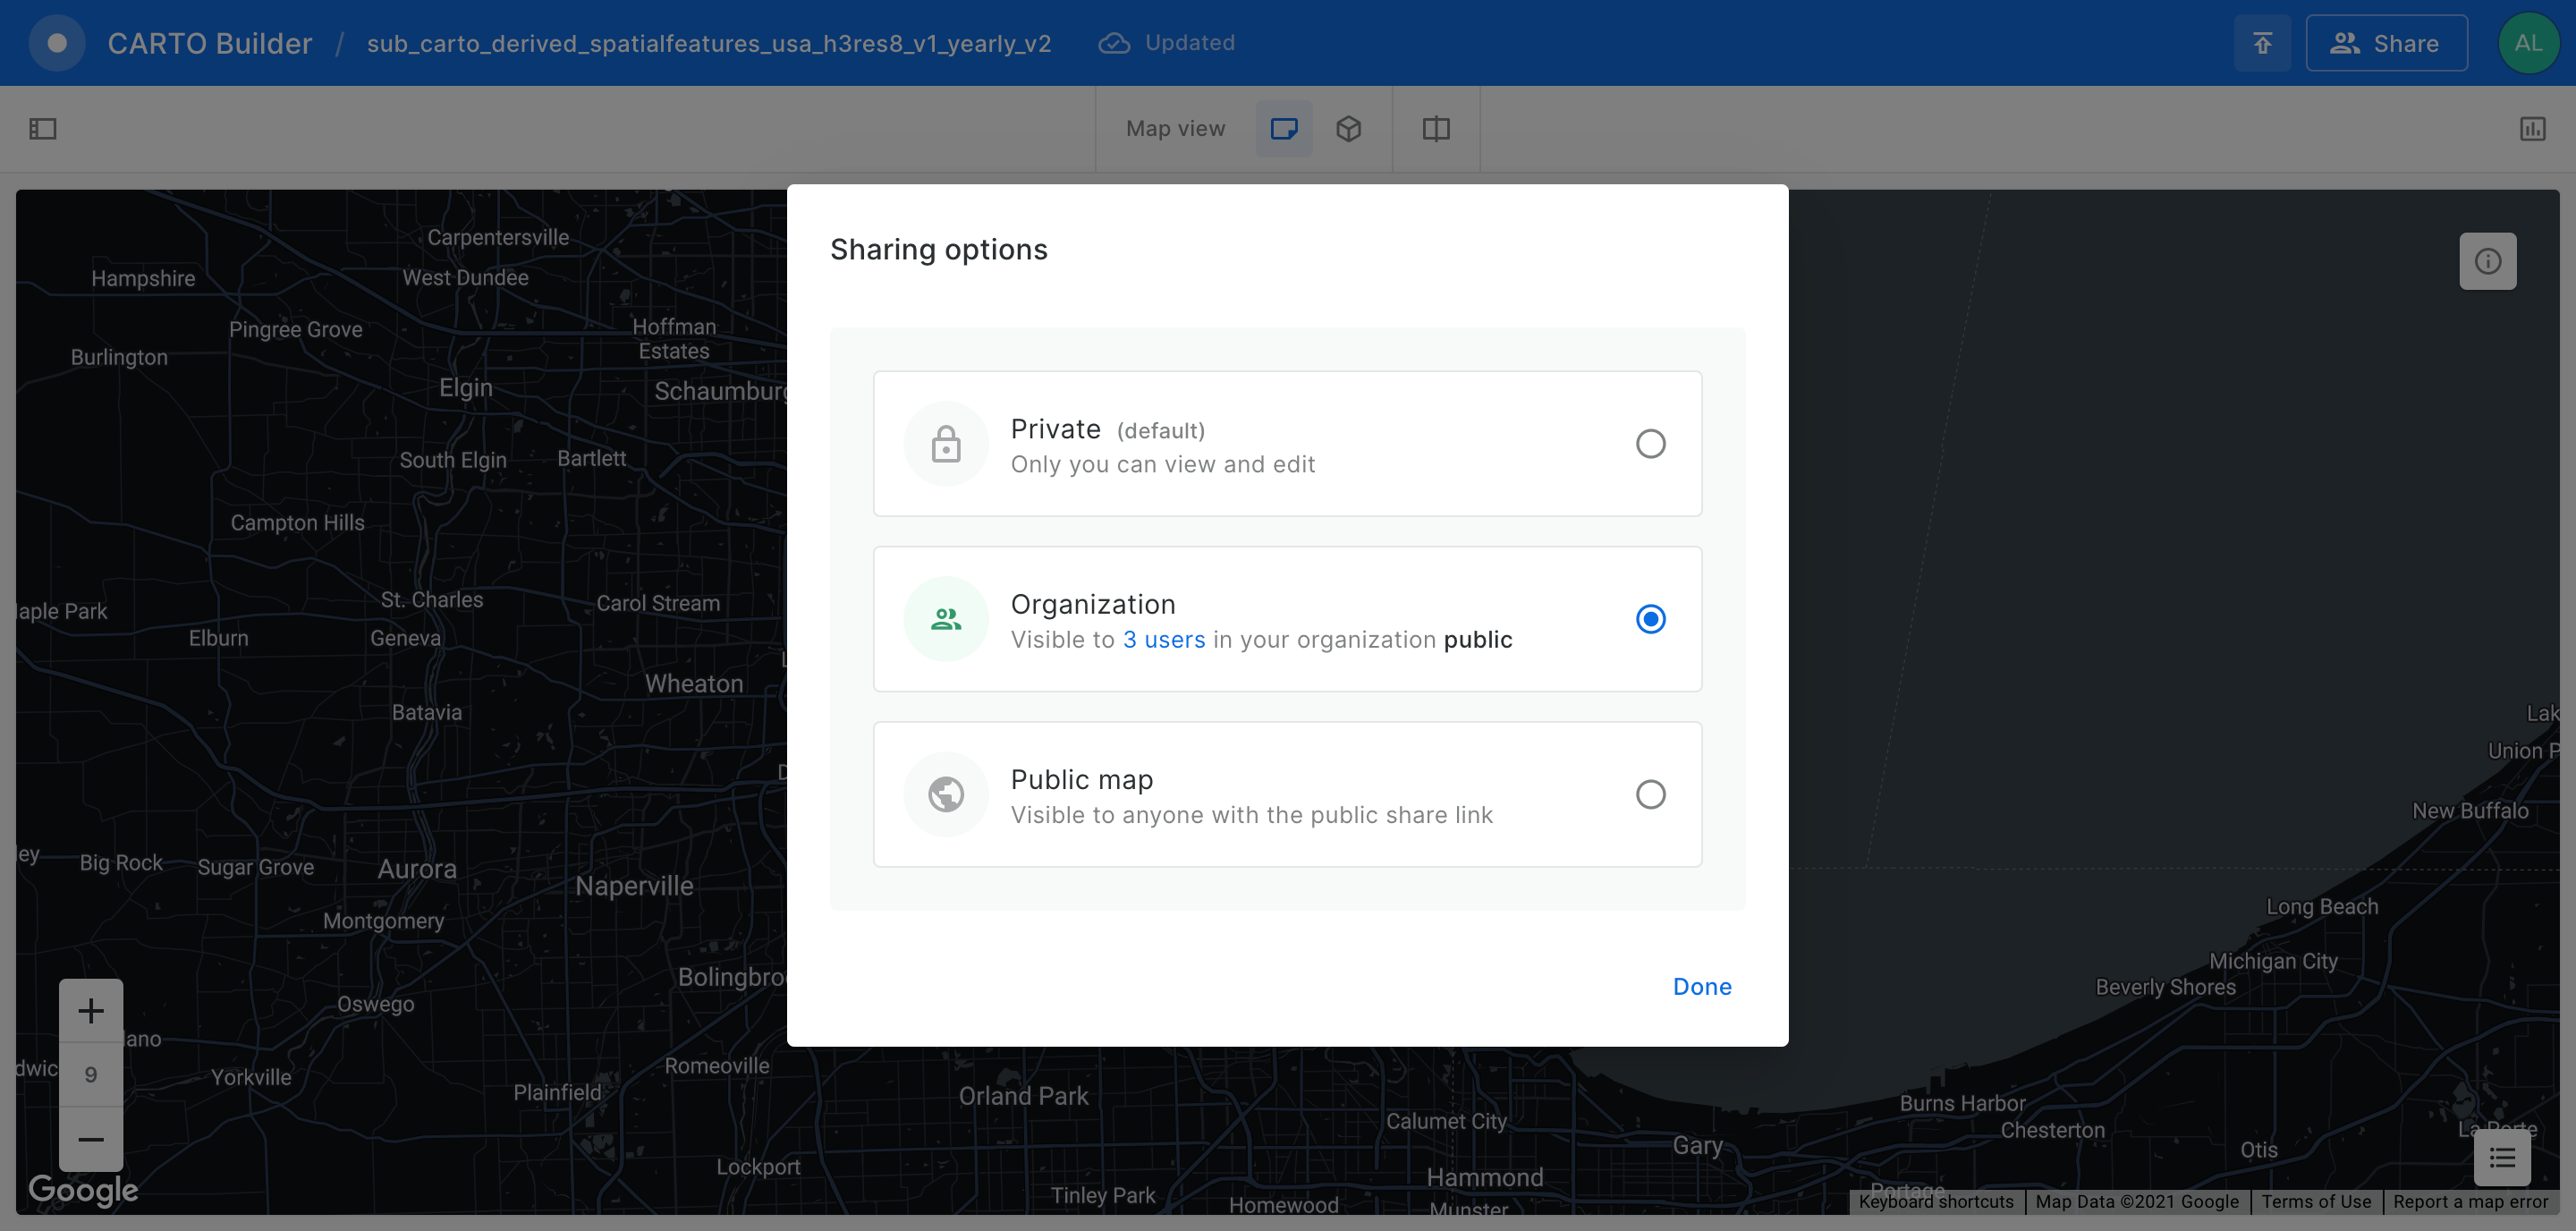 CARTO Builder / sub_carto_derived_spatialfeatures_usa_h3res8_v1_yearly_v2 Updated
Share
AL
Map view
Sharing options
Private (default)
Only you can view and edit
Organization
Visible to 3 users in your organization public
Public map
Visible to anyone with the public share link
Done
Carpentersville
Hampshire
West Dundee
Pingree Grove
Hoffman
Estates
Burlington
Elgin
Schaumburg
South Elgin
Bartlett
Campton Hills
St. Charles
Carol Stream
aple Park
Elburn
Geneva
Wheaton
Batavia
Lak
Union P
New Buffalo
ley
Big Rock
Sugar Grove
Aurora
Naperville
Montgomery
Long Beach
Michigan City
Bolingbroo
Beverly Shores
Oswego
lano
Romeoville
dwic
9
Yorkville
Plainfield
Orland Park
Burns Harbor
Calumet City
Chesterton
La Porte
Gary
Otis
Lockport
Hammond
Google
Tinley Park
Homewood
Munster
Portage
Keyboard shortcuts
Map Data ©2021 Google
Terms of Use
Report a map error